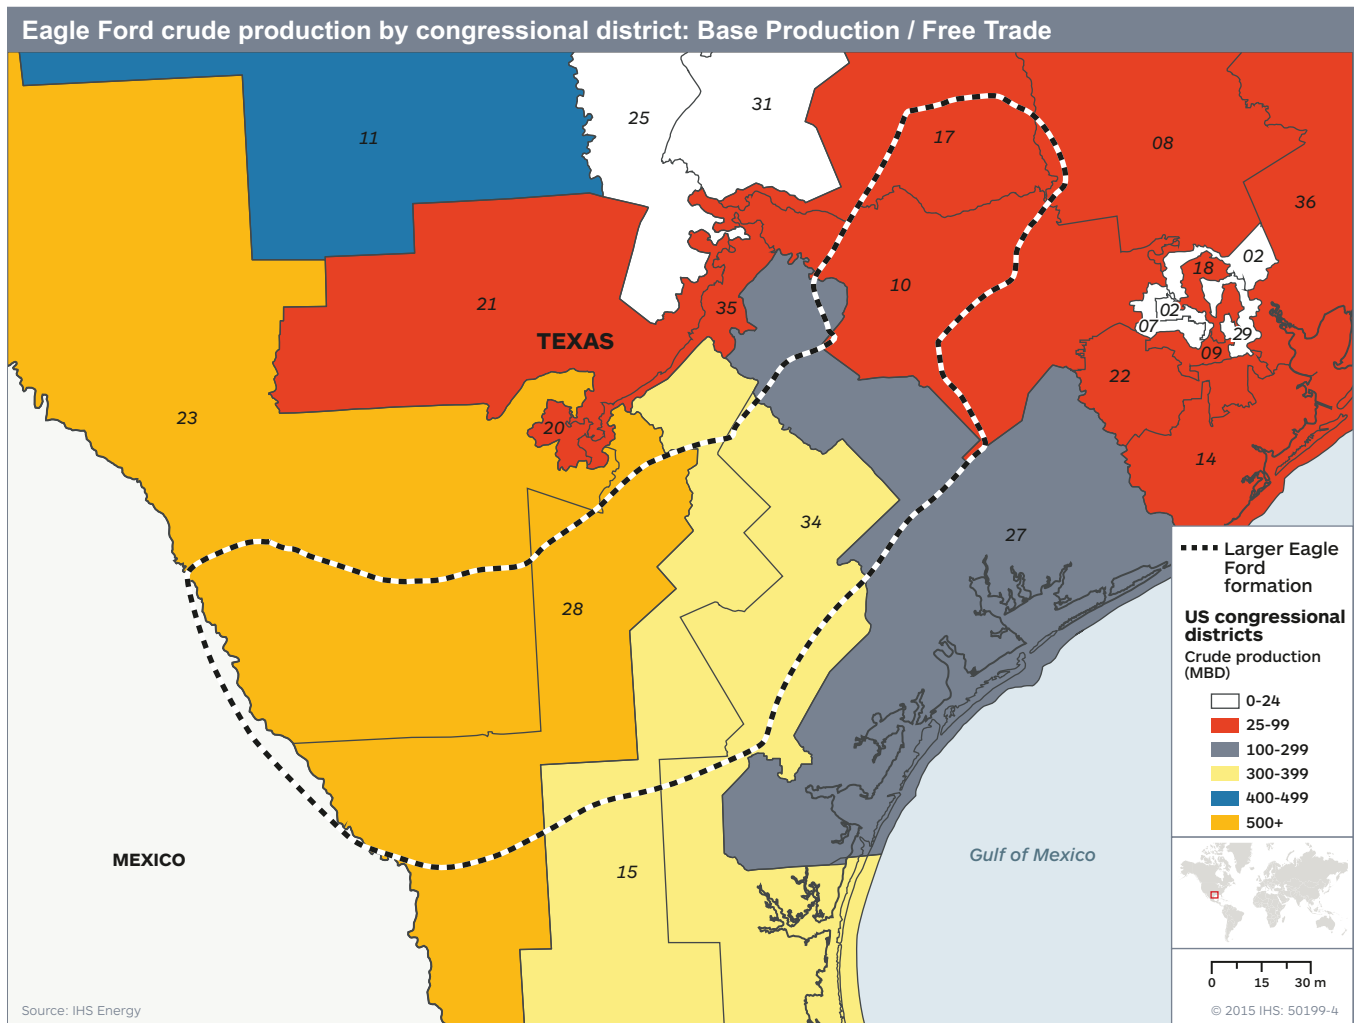 Eagle Ford crude production by congressional district: Base Production / Free Trade
25
31
11
17
08
36
02
18
21
35
10
02
07
29
09
TEXAS
22
23
20
14
34
27
28
15
MEXICO
Gulf of Mexico
Larger Eagle
Ford
formation
US congressional
districts
Crude production
(MBD)
0-24
25-99
100-299
300-399
400-499
500+
0 15 30 m
Source: IHS Energy
© 2015 IHS: 50199-4